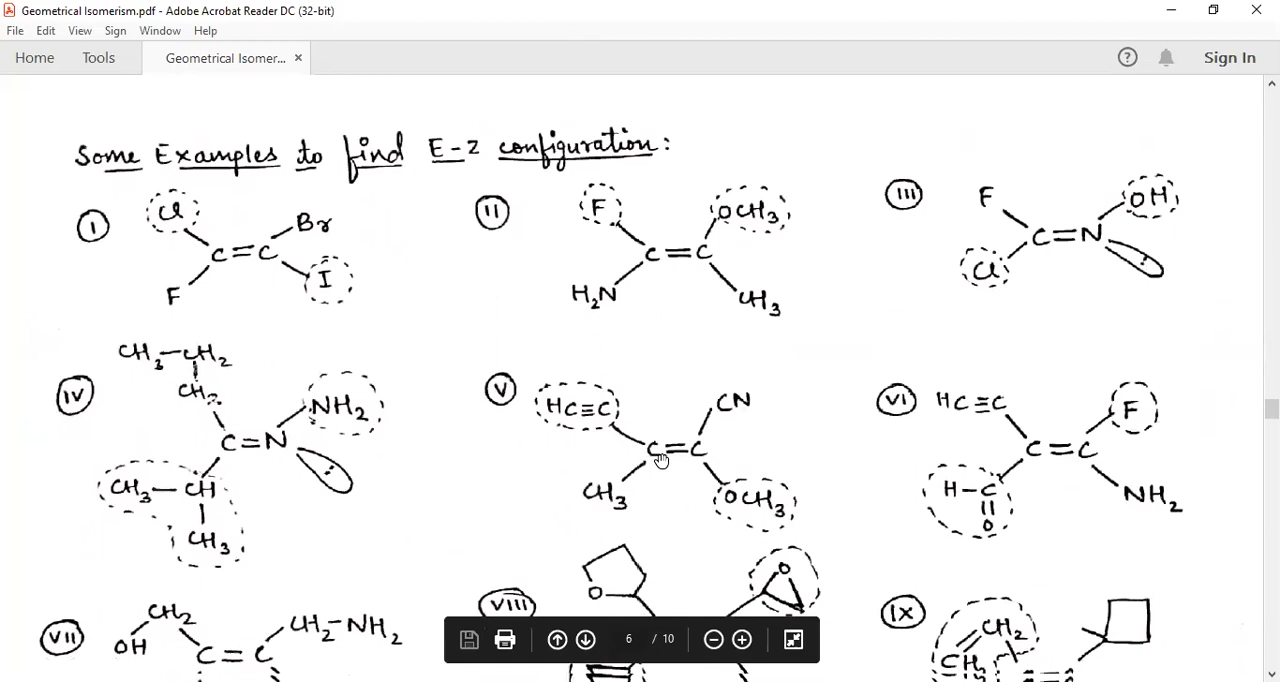 Geometrical Isomerism.pdf - Adobe Acrobat Reader DC (32-bit)
File Edit View Sign Window Help
Home Tools Geometrical Isomer... × Sign In
Some Examples to find E-Z configuration:
I Cl Br C=C F I
II F OCH3 C=C H2N CH3
III F OH C=N Cl
IV CH3-CH2 CH2 NH2 C=N CH3-CH CH3
V HC≡C CN C=C CH3 OCH3
VI HC≡C F C=C H-C O NH2
VII CH2 OH CH2-NH2 C=C
VIII O O
IX CH2
6 / 10